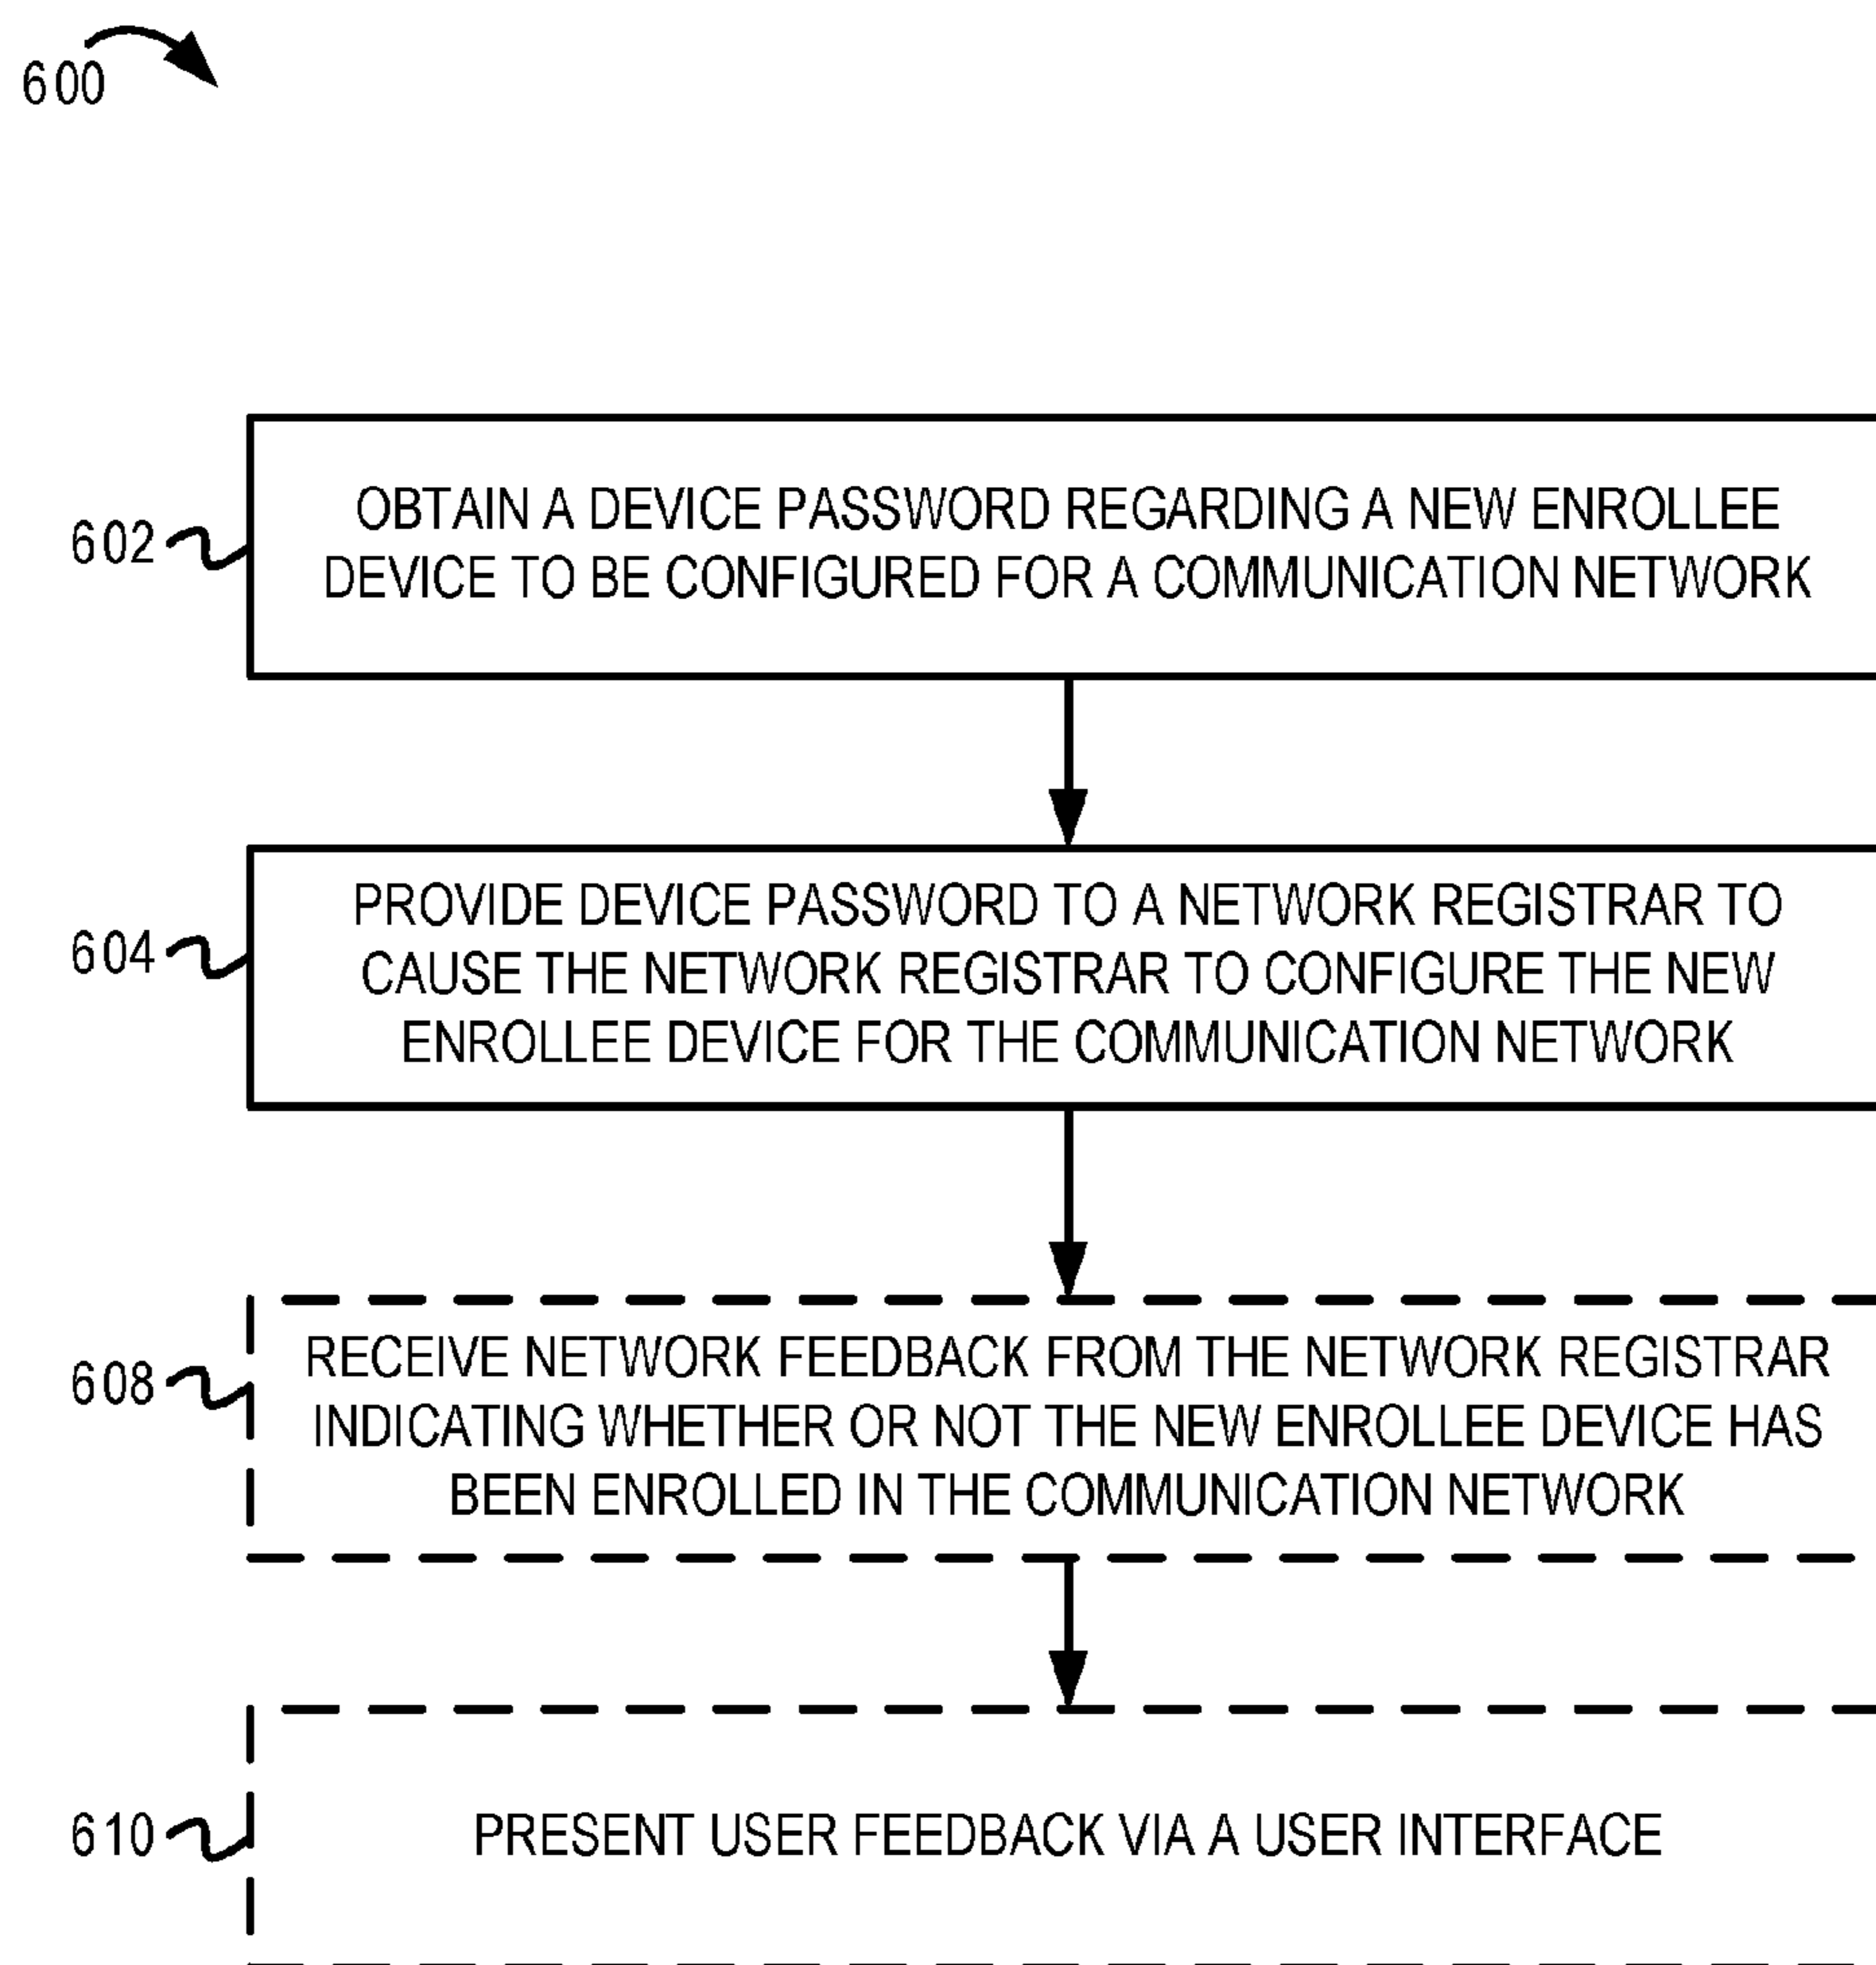 600
602
OBTAIN A DEVICE PASSWORD REGARDING A NEW ENROLLEE
DEVICE TO BE CONFIGURED FOR A COMMUNICATION NETWORK
604
PROVIDE DEVICE PASSWORD TO A NETWORK REGISTRAR TO
CAUSE THE NETWORK REGISTRAR TO CONFIGURE THE NEW
ENROLLEE DEVICE FOR THE COMMUNICATION NETWORK
608
RECEIVE NETWORK FEEDBACK FROM THE NETWORK REGISTRAR
INDICATING WHETHER OR NOT THE NEW ENROLLEE DEVICE HAS
BEEN ENROLLED IN THE COMMUNICATION NETWORK
610
PRESENT USER FEEDBACK VIA A USER INTERFACE